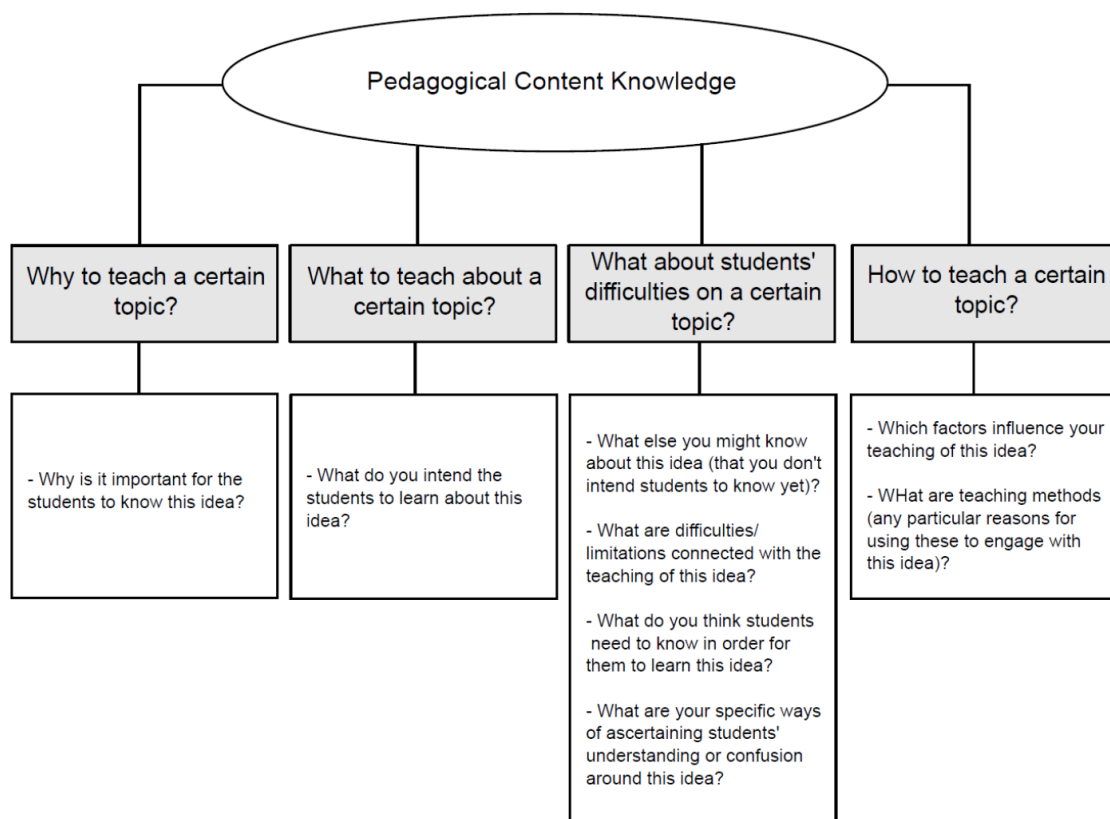 Pedagogical Content Knowledge
Why to teach a certain
topic?
What to teach about a
certain topic?
What about students'
difficulties on a certain
topic?
How to teach a certain
topic?
- Why is it important for the
students to know this idea?
- What do you intend the
students to learn about this
idea?
- What else you might know
about this idea (that you don't
intend students to know yet)?
- What are difficulties/
limitations connected with the
teaching of this idea?
- What do you think students
need to know in order for
them to learn this idea?
- What are your specific ways
of ascertaining students'
understanding or confusion
around this idea?
- Which factors influence your
teaching of this idea?
- WHat are teaching methods
(any particular reasons for
using these to engage with
this idea)?